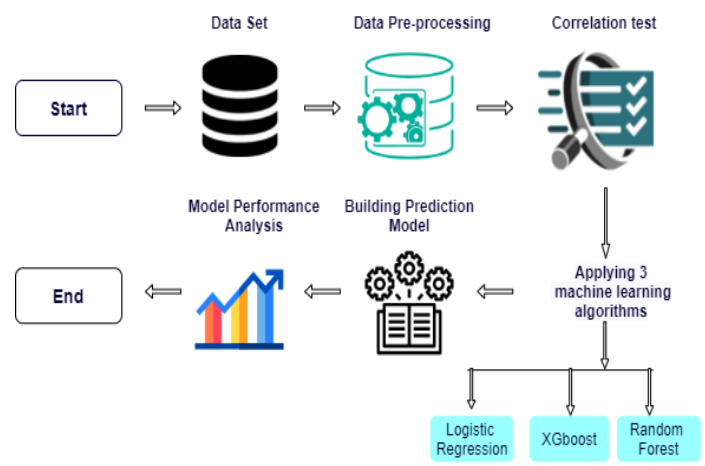 Data Set
Data Pre-processing
Correlation test
Start
Model Performance
Analysis
Building Prediction
Model
Applying 3
machine learning
algorithms
End
Logistic
Regression
XGboost
Random
Forest